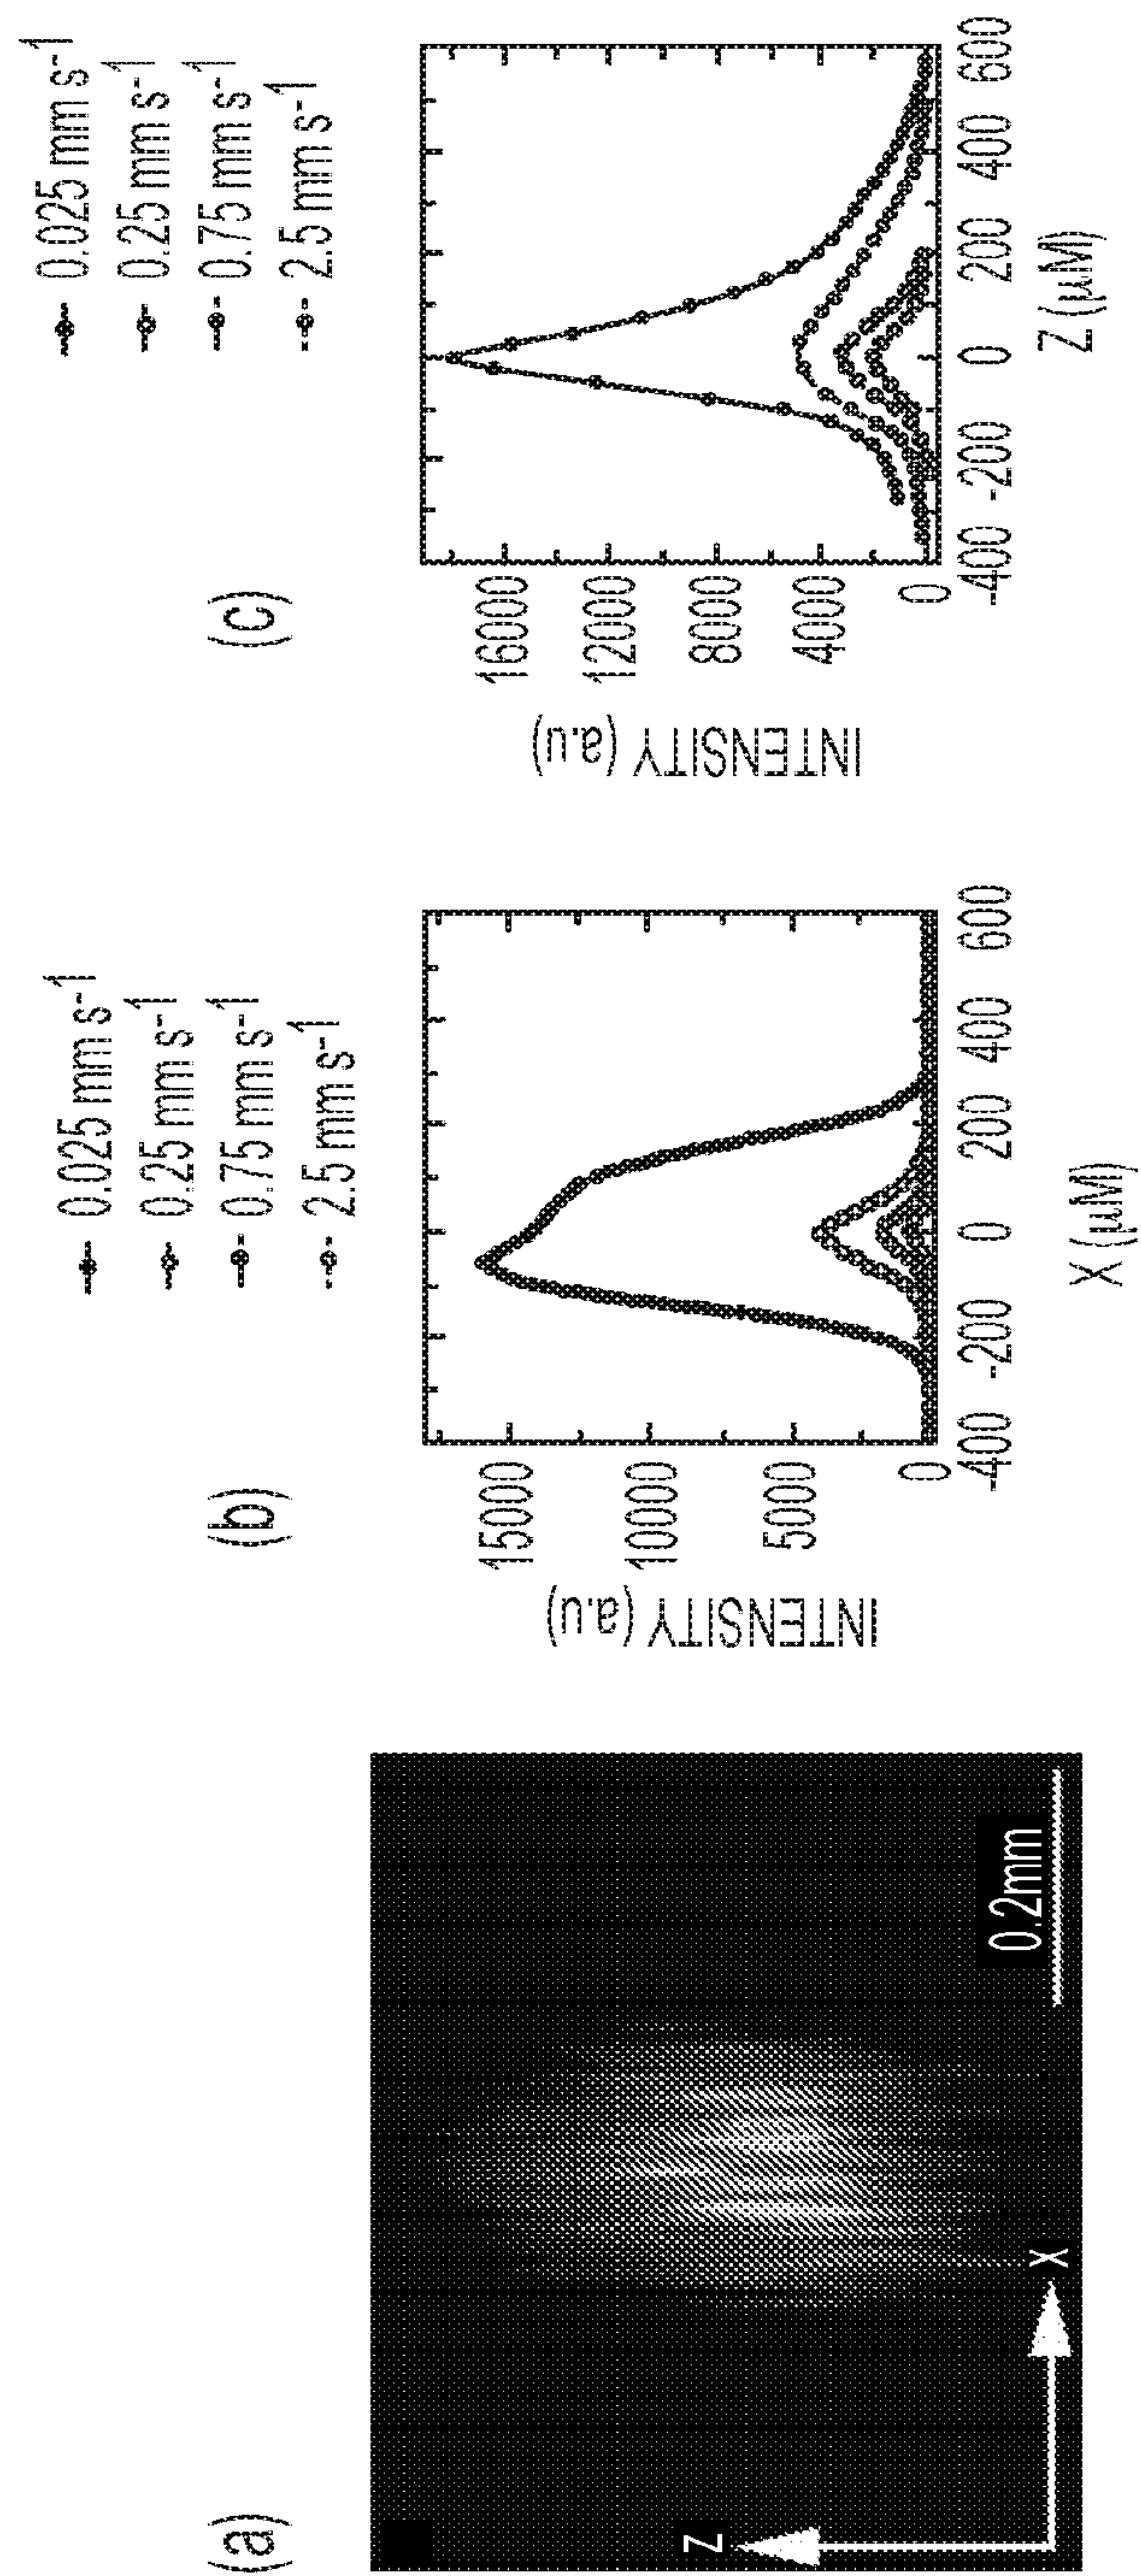 (a)
Z
X
0.2mm
(b)
0.025 mm s-1
0.25 mm s-1
0.75 mm s-1
2.5 mm s-1
INTENSITY (a.u)
15000
10000
5000
0
-400 -200 0 200 400 600
X (μM)
(c)
0.025 mm s-1
0.25 mm s-1
0.75 mm s-1
2.5 mm s-1
INTENSITY (a.u)
16000
12000
8000
4000
0
-400 -200 0 200 400 600
Z (μM)